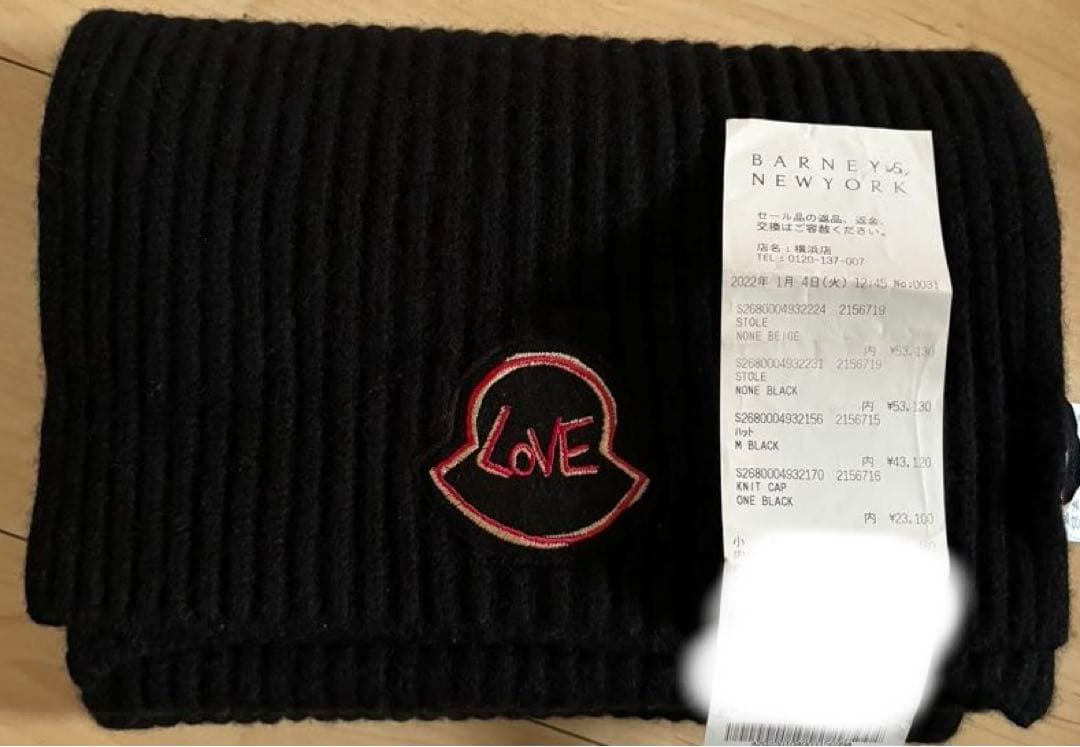 LOVE
BARNEYS
NEWYORK
セール品の返品、返金、
交換はご容赦ください。
店名：横浜店
TEL：0120-137-007
2022年 1月 4日(火) 12:45 No:0031
S2680004932224 2156719
STOLE
NONE BEIGE
内 ¥53,130
S2680004932231 2156719
STOLE
NONE BLACK
内 ¥53,130
S2680004932156 2156715
ハット
M BLACK
内 ¥43,120
S2680004932170 2156716
KNIT CAP
ONE BLACK
内 ¥23,100
小